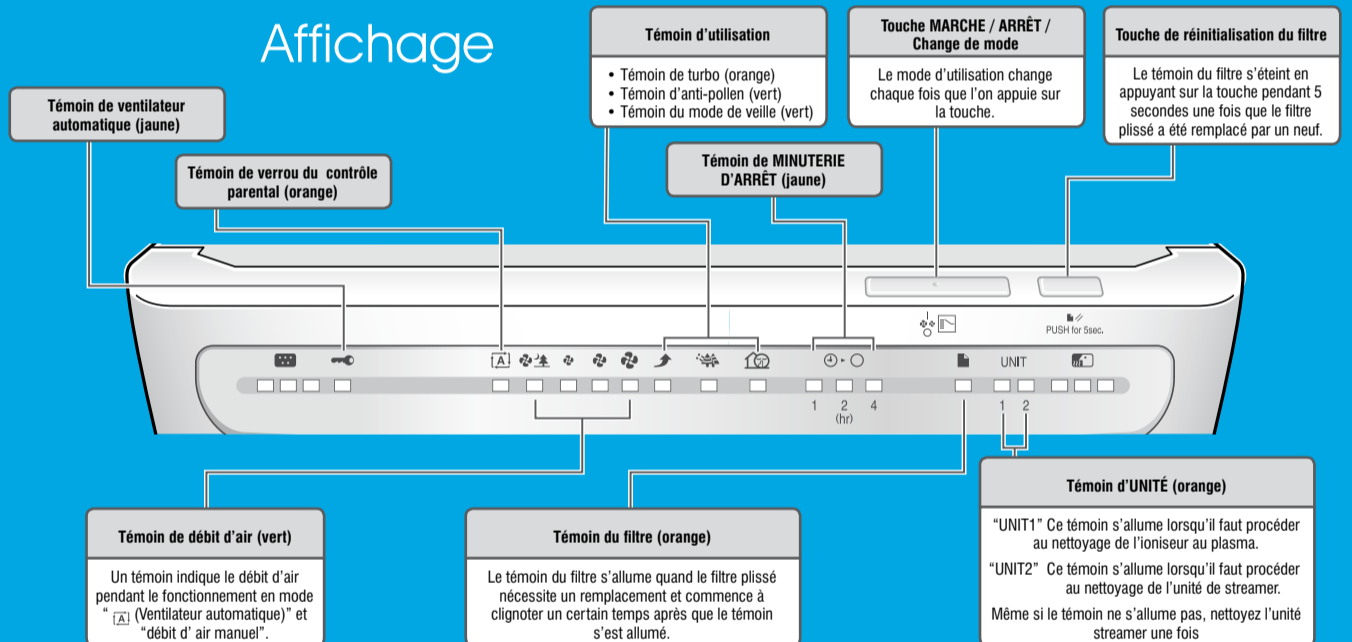 Affichage
Témoin d'utilisation
• Témoin de turbo (orange)
• Témoin d'anti-pollen (vert)
• Témoin du mode de veille (vert)
Touche MARCHE / ARRÊT /
Change de mode
Le mode d'utilisation change
chaque fois que l'on appuie sur
la touche.
Touche de réinitialisation du filtre
Le témoin du filtre s'éteint en
appuyant sur la touche pendant 5
secondes une fois que le filtre
plissé a été remplacé par un neuf.
Témoin de ventilateur
automatique (jaune)
Témoin de verrou du contrôle
parental (orange)
Témoin de MINUTERIE
D'ARRÊT (jaune)
PUSH for 5sec.
A
UNIT
1 2 4
(hr)
1 2
Témoin de débit d'air (vert)
Un témoin indique le débit d'air
pendant le fonctionnement en mode
“ A (Ventilateur automatique)” et
“débit d' air manuel”.
Témoin du filtre (orange)
Le témoin du filtre s'allume quand le filtre plissé
nécessite un remplacement et commence à
clignoter un certain temps après que le témoin
s'est allumé.
Témoin d'UNITÉ (orange)
“UNIT1” Ce témoin s'allume lorsqu'il faut procéder
au nettoyage de l'ioniseur au plasma.
“UNIT2” Ce témoin s'allume lorsqu'il faut procéder
au nettoyage de l'unité de streamer.
Même si le témoin ne s'allume pas, nettoyez l'unité
streamer une fois